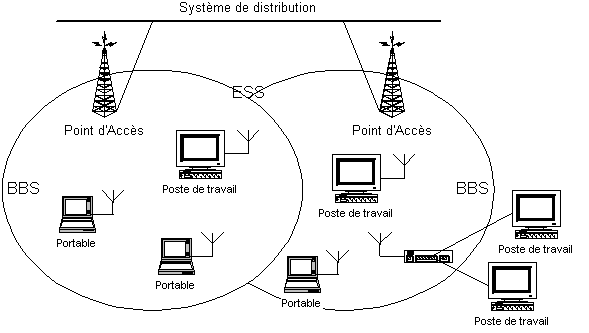 Système de distribution
ESS
Point d'Accès
Point d'Accès
Poste de travail
BBS
BBS
Poste de travail
Portable
Poste de travail
Portable
Portable
Poste de travail